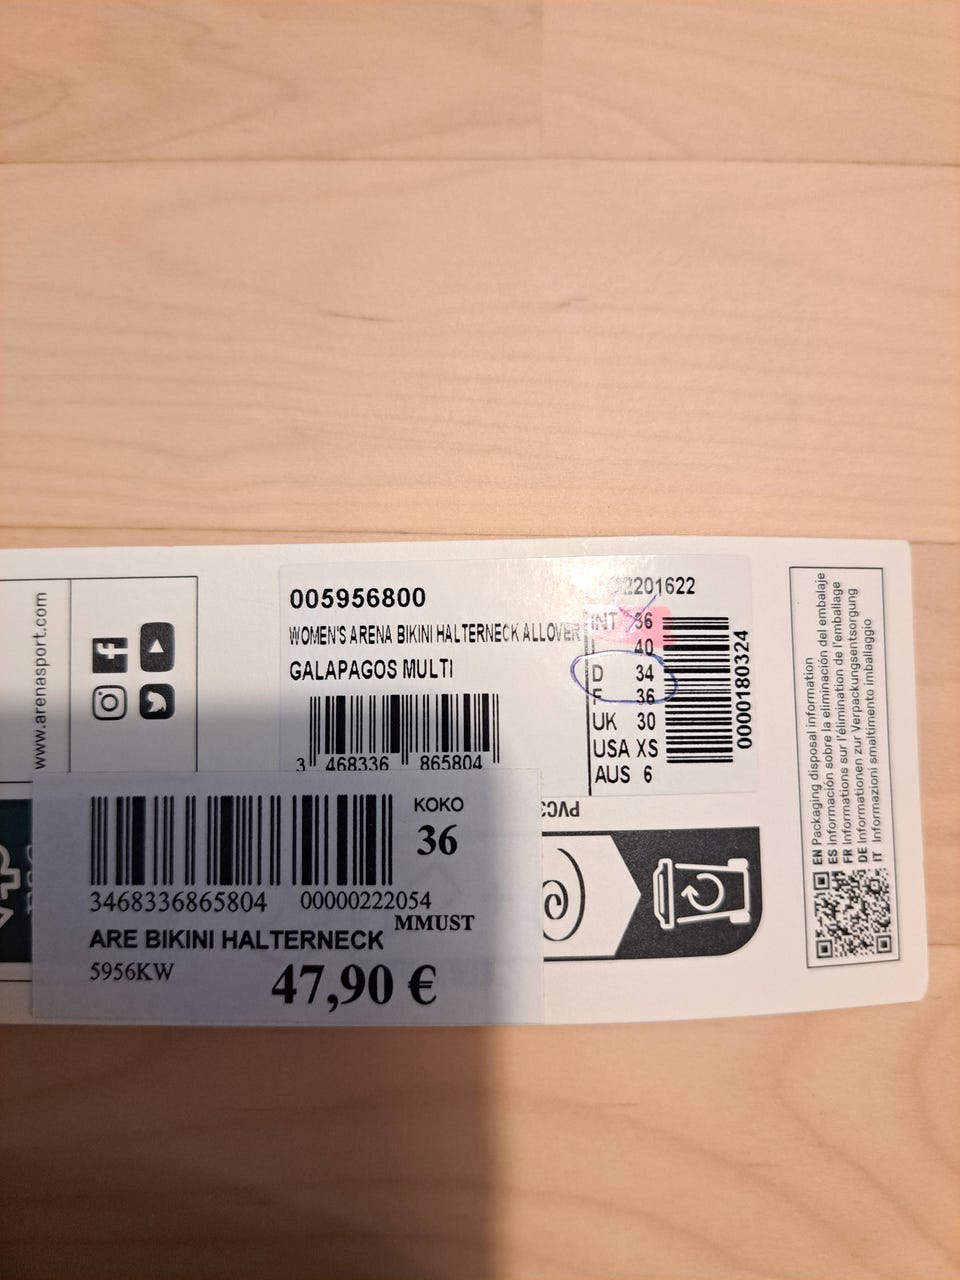 www.arenasport.com
005956800
WOMEN'S ARENA BIKINI HALTERNECK ALLOVER
GALAPAGOS MULTI
3 468336 865804
2201622
INT 36
I 40
D 34
F 36
UK 30
USA XS
AUS 6
0000180324
EN Packaging disposal information
ES Información sobre la eliminación del embalaje
FR Informations sur l'élimination de l'emballage
DE Informationen zur Verpackungsentsorgung
IT Informazioni smaltimento imballaggio
KOKO
36
3468336865804 00000222054
MMUST
ARE BIKINI HALTERNECK
5956KW
47,90 €